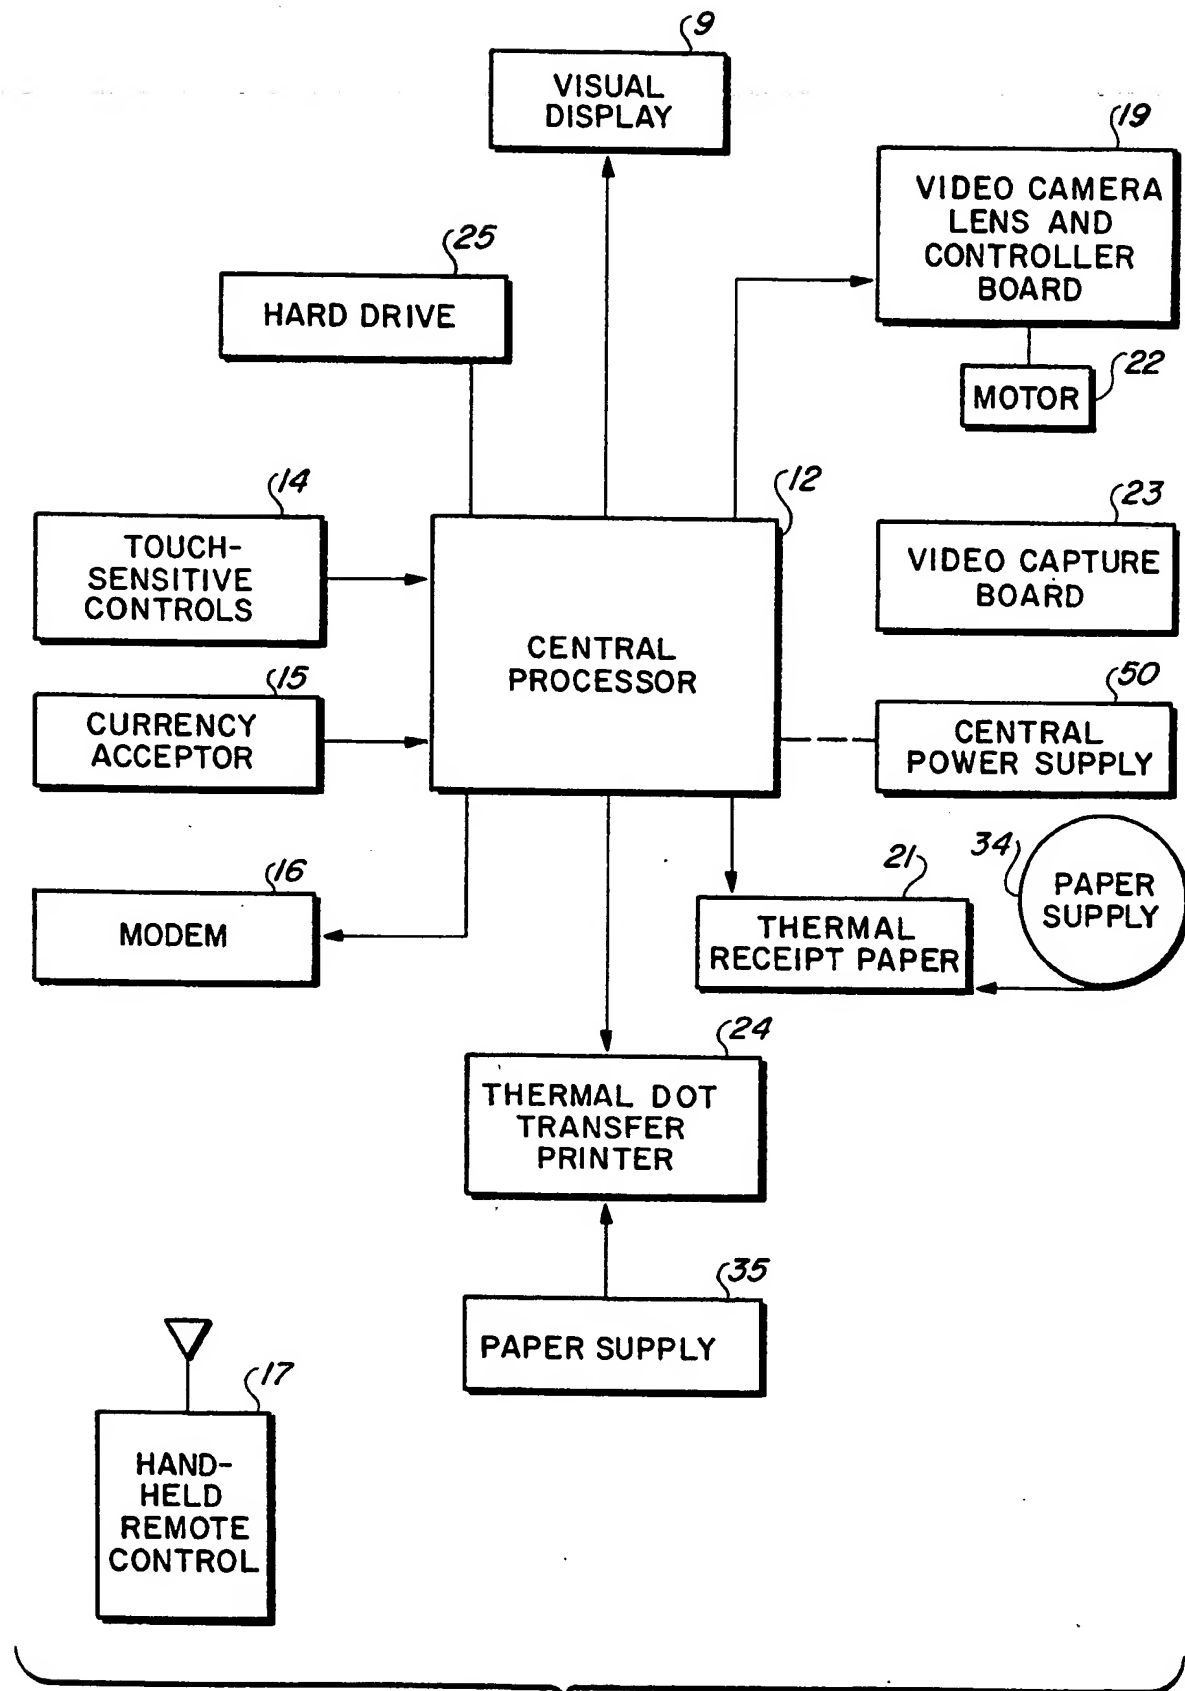 9
VISUAL
DISPLAY
19
VIDEO CAMERA
LENS AND
CONTROLLER
BOARD
25
HARD DRIVE
22
MOTOR
14
TOUCH-
SENSITIVE
CONTROLS
12
CENTRAL
PROCESSOR
23
VIDEO CAPTURE
BOARD
15
CURRENCY
ACCEPTOR
50
CENTRAL
POWER SUPPLY
16
MODEM
21
THERMAL
RECEIPT PAPER
34
PAPER
SUPPLY
24
THERMAL DOT
TRANSFER
PRINTER
35
PAPER SUPPLY
17
HAND-
HELD
REMOTE
CONTROL